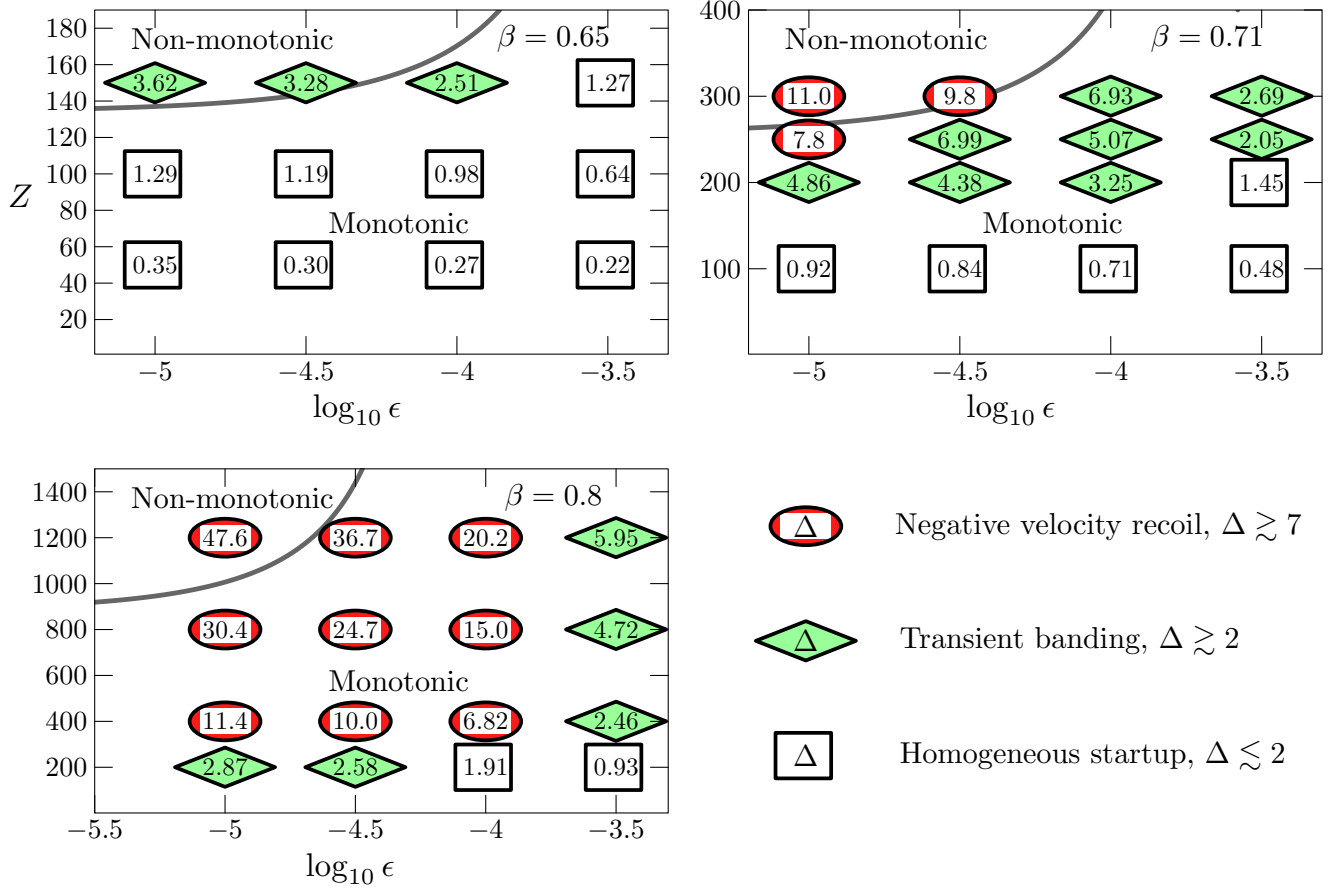 180
Non-monotonic
β = 0.65
160
3.62 3.28 2.51 1.27
140
120
100 1.29 1.19 0.98 0.64
Z
80
Monotonic
60
0.35 0.30 0.27 0.22
40
20
−5 −4.5 −4 −3.5
log₁₀ ϵ
400
Non-monotonic
β = 0.71
300 11.0 9.8 6.93 2.69
7.8 6.99 5.07 2.05
200 4.86 4.38 3.25 1.45
Monotonic
100 0.92 0.84 0.71 0.48
−5 −4.5 −4 −3.5
log₁₀ ϵ
1400
Non-monotonic
β = 0.8
1200 47.6 36.7 20.2 5.95
1000
800 30.4 24.7 15.0 4.72
600
Monotonic
400 11.4 10.0 6.82 2.46
200 2.87 2.58 1.91 0.93
−5.5 −5 −4.5 −4 −3.5
log₁₀ ϵ
Δ Negative velocity recoil, Δ ≳ 7
Δ Transient banding, Δ ≳ 2
Δ Homogeneous startup, Δ ≲ 2